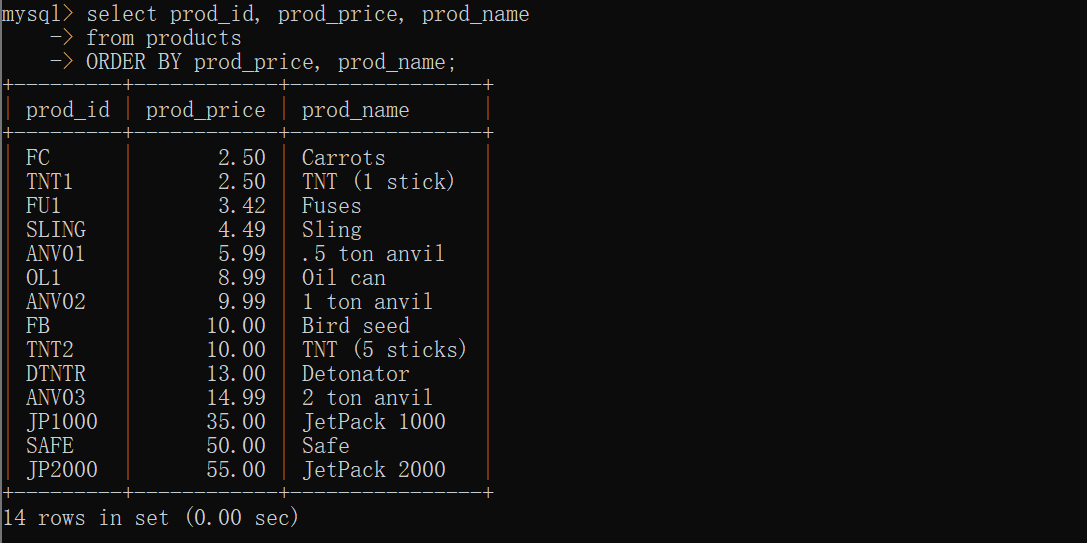 mysql> select prod_id, prod_price, prod_name
    -> from products
    -> ORDER BY prod_price, prod_name;
+---------+------------+----------------+
| prod_id | prod_price | prod_name      |
+---------+------------+----------------+
| FC      |       2.50 | Carrots        |
| TNT1    |       2.50 | TNT (1 stick)  |
| FU1     |       3.42 | Fuses          |
| SLING   |       4.49 | Sling          |
| ANV01   |       5.99 | .5 ton anvil   |
| OL1     |       8.99 | Oil can        |
| ANV02   |       9.99 | 1 ton anvil    |
| FB      |      10.00 | Bird seed      |
| TNT2    |      10.00 | TNT (5 sticks) |
| DTNTR   |      13.00 | Detonator      |
| ANV03   |      14.99 | 2 ton anvil    |
| JP1000  |      35.00 | JetPack 1000   |
| SAFE    |      50.00 | Safe           |
| JP2000  |      55.00 | JetPack 2000   |
+---------+------------+----------------+
14 rows in set (0.00 sec)